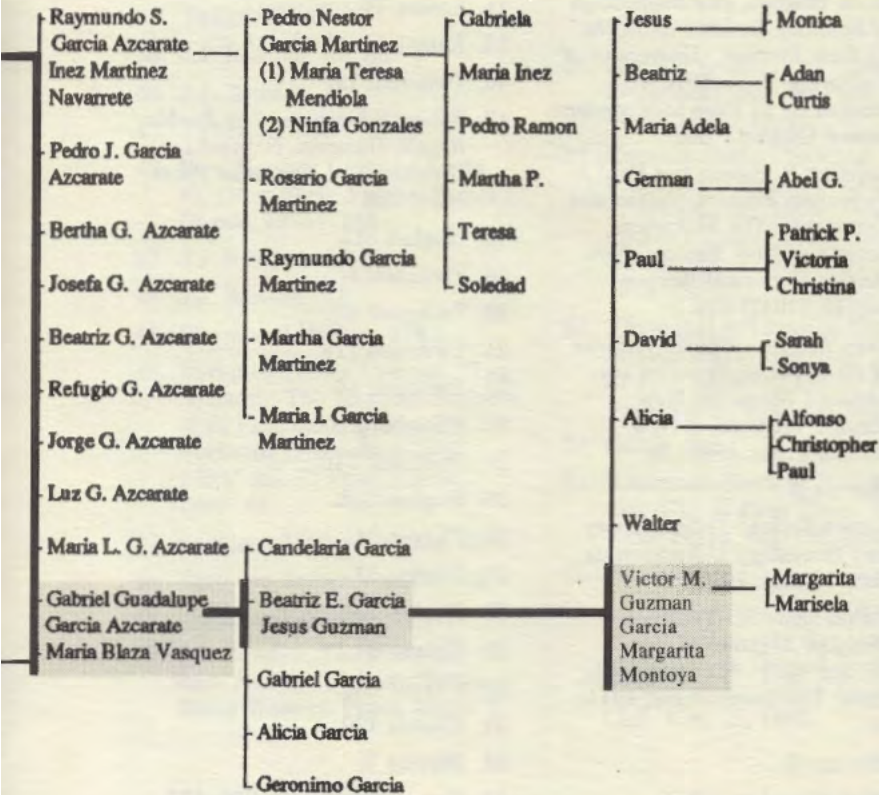 Raymundo S.
Garcia Azcarate
Inez Martinez
Navarrete
Pedro J. Garcia
Azcarate
Bertha G. Azcarate
Josefa G. Azcarate
Beatriz G. Azcarate
Refugio G. Azcarate
Jorge G. Azcarate
Luz G. Azcarate
Maria L. G. Azcarate
Gabriel Guadalupe
Garcia Azcarate
Maria Blaza Vasquez
Pedro Nestor
Garcia Martinez
(1) Maria Teresa
Mendiola
(2) Ninfa Gonzales
Rosario Garcia
Martinez
Raymundo Garcia
Martinez
Martha Garcia
Martinez
Maria I. Garcia
Martinez
Candelaria Garcia
Beatriz E. Garcia
Jesus Guzman
Gabriel Garcia
Alicia Garcia
Geronimo Garcia
Gabriela
Maria Inez
Pedro Ramon
Martha P.
Teresa
Soledad
Jesus
Beatriz
Maria Adela
German
Paul
David
Alicia
Walter
Victor M.
Guzman
Garcia
Margarita
Montoya
Monica
Adan
Curtis
Abel G.
Patrick P.
Victoria
Christina
Sarah
Sonya
Alfonso
Christopher
Paul
Margarita
Marisela